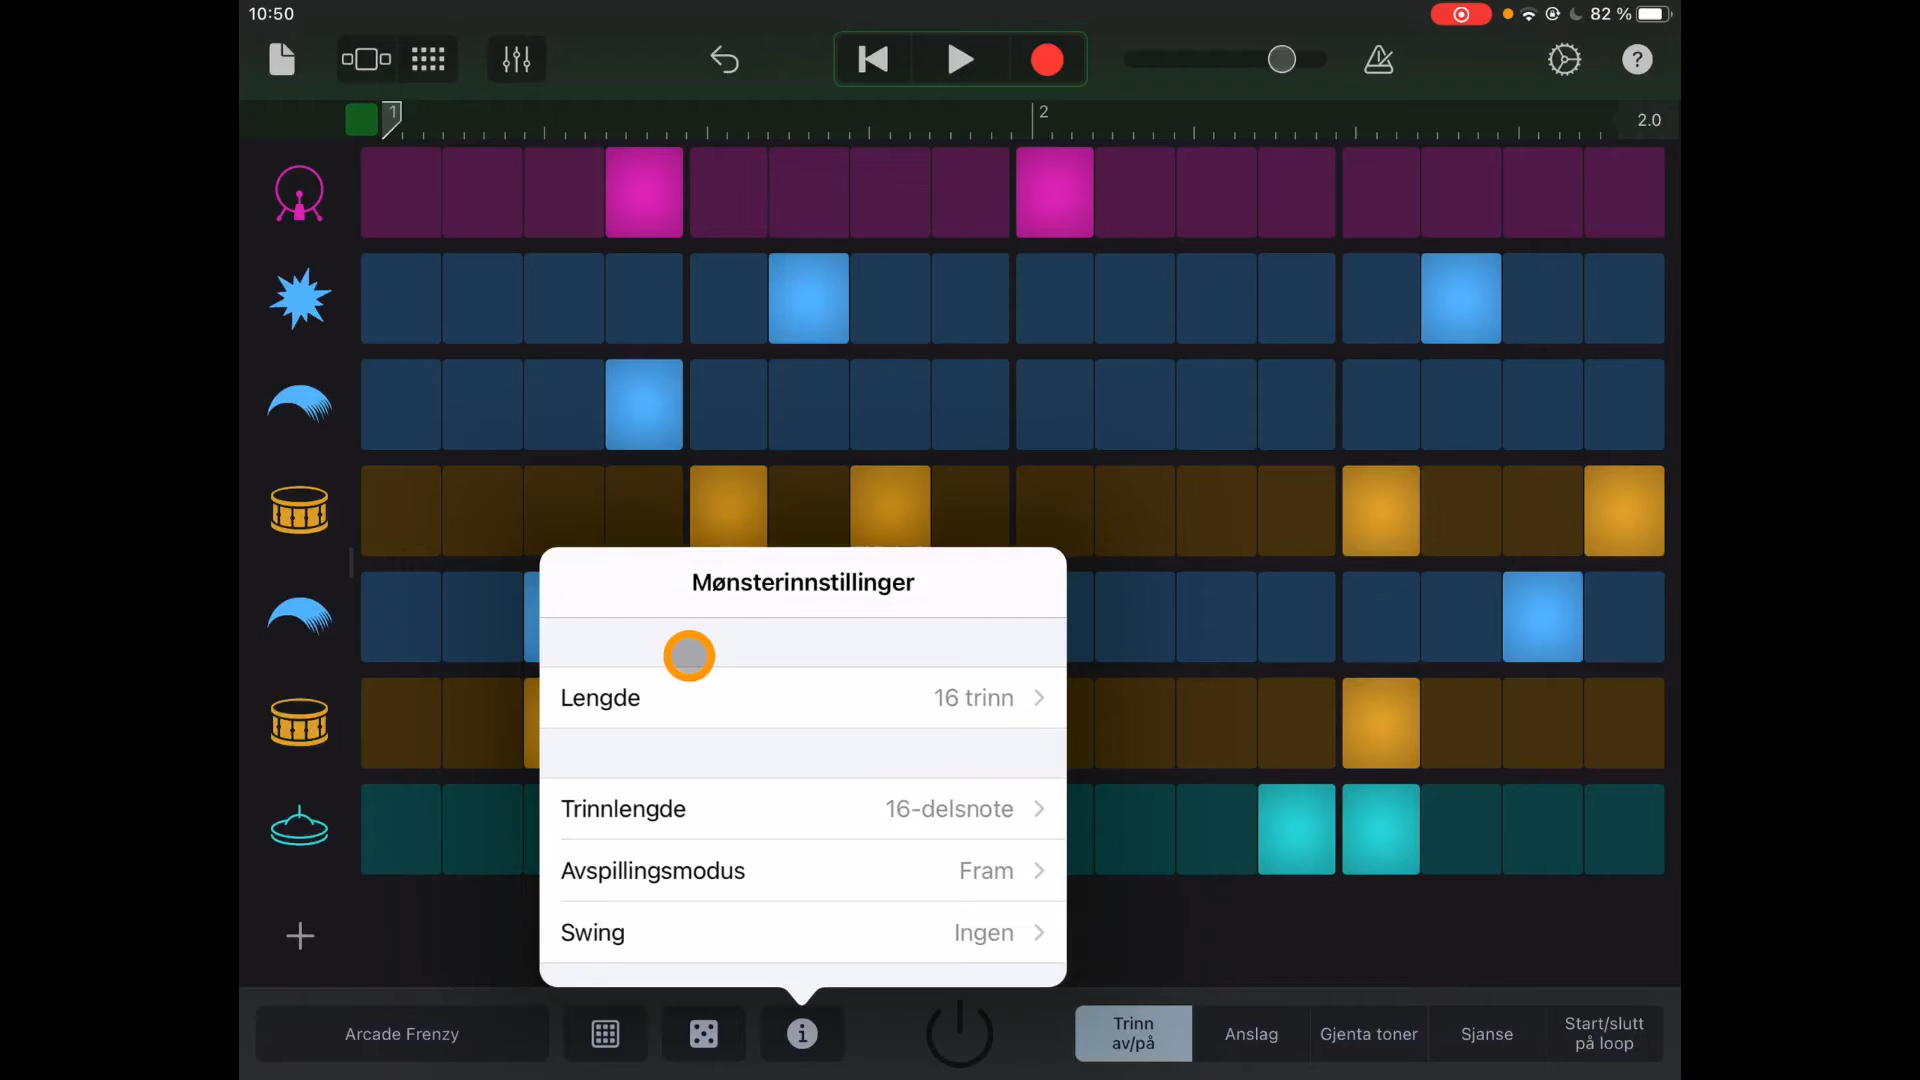 10:50
82 %
?
1
2
2.0
Mønsterinnstillinger
Lengde
16 trinn
Trinnlengde
16-delsnote
Avspillingsmodus
Fram
Swing
Ingen
Arcade Frenzy
Trinn
av/på
Anslag
Gjenta toner
Sjanse
Start/slutt
på loop